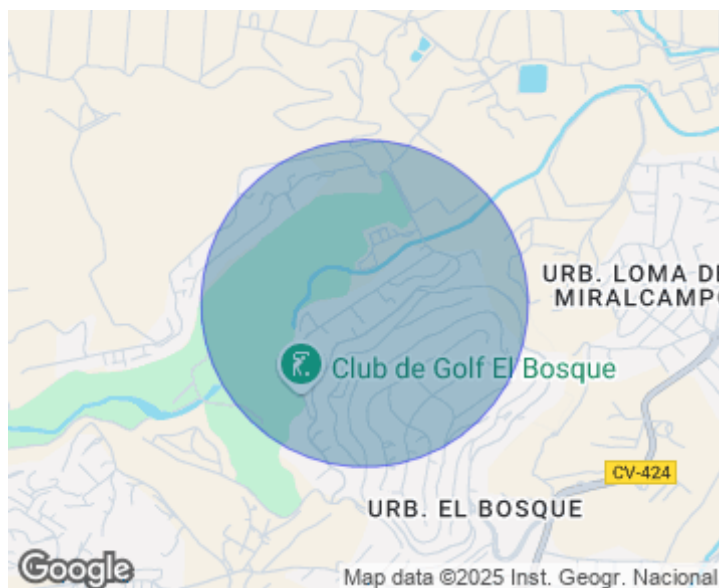 URB. LOMA DE
MIRALCAMPO
Club de Golf El Bosque
CV-424
URB. EL BOSQUE
Google
Map data ©2025 Inst. Geogr. Nacional